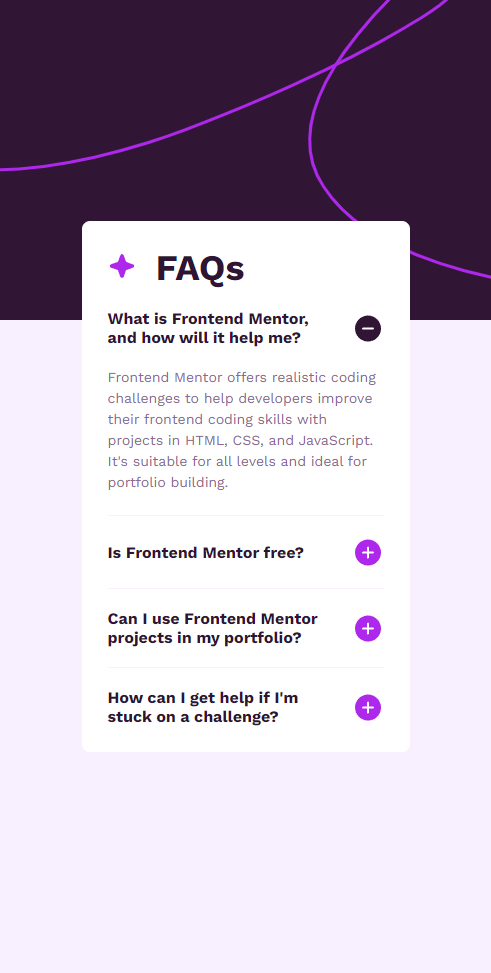 FAQs
What is Frontend Mentor,
and how will it help me?
Frontend Mentor offers realistic coding
challenges to help developers improve
their frontend coding skills with
projects in HTML, CSS, and JavaScript.
It's suitable for all levels and ideal for
portfolio building.
Is Frontend Mentor free?
Can I use Frontend Mentor
projects in my portfolio?
How can I get help if I'm
stuck on a challenge?